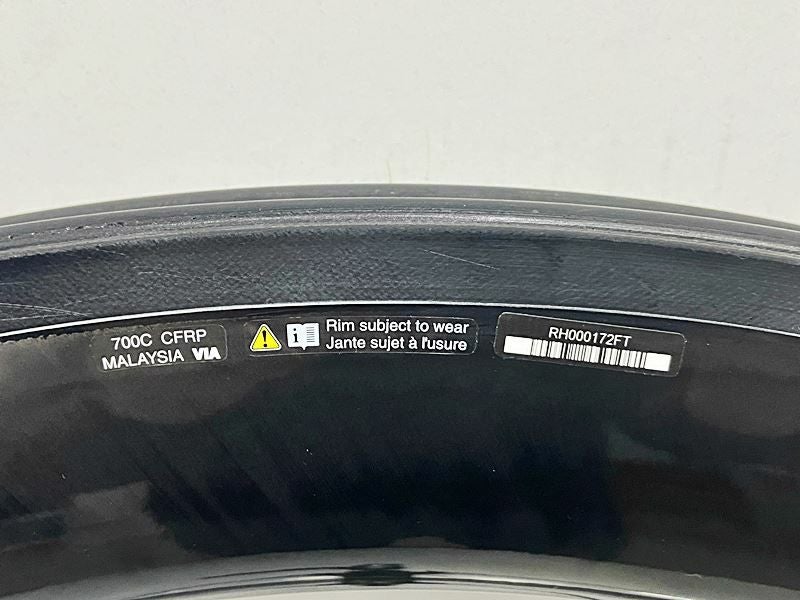 700C CFRP
MALAYSIA VIA
Rim subject to wear
Jante sujet à l'usure
RH000172FT